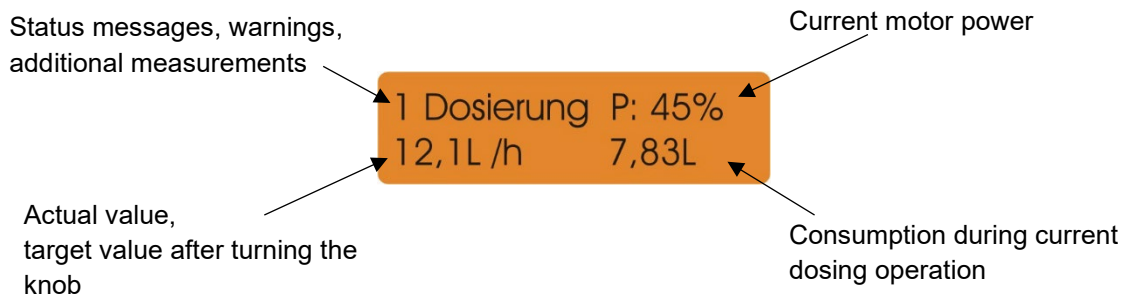 Status messages, warnings,
additional measurements
Current motor power
1 Dosierung P: 45%
12,1L /h 7,83L
Actual value,
target value after turning the
knob
Consumption during current
dosing operation